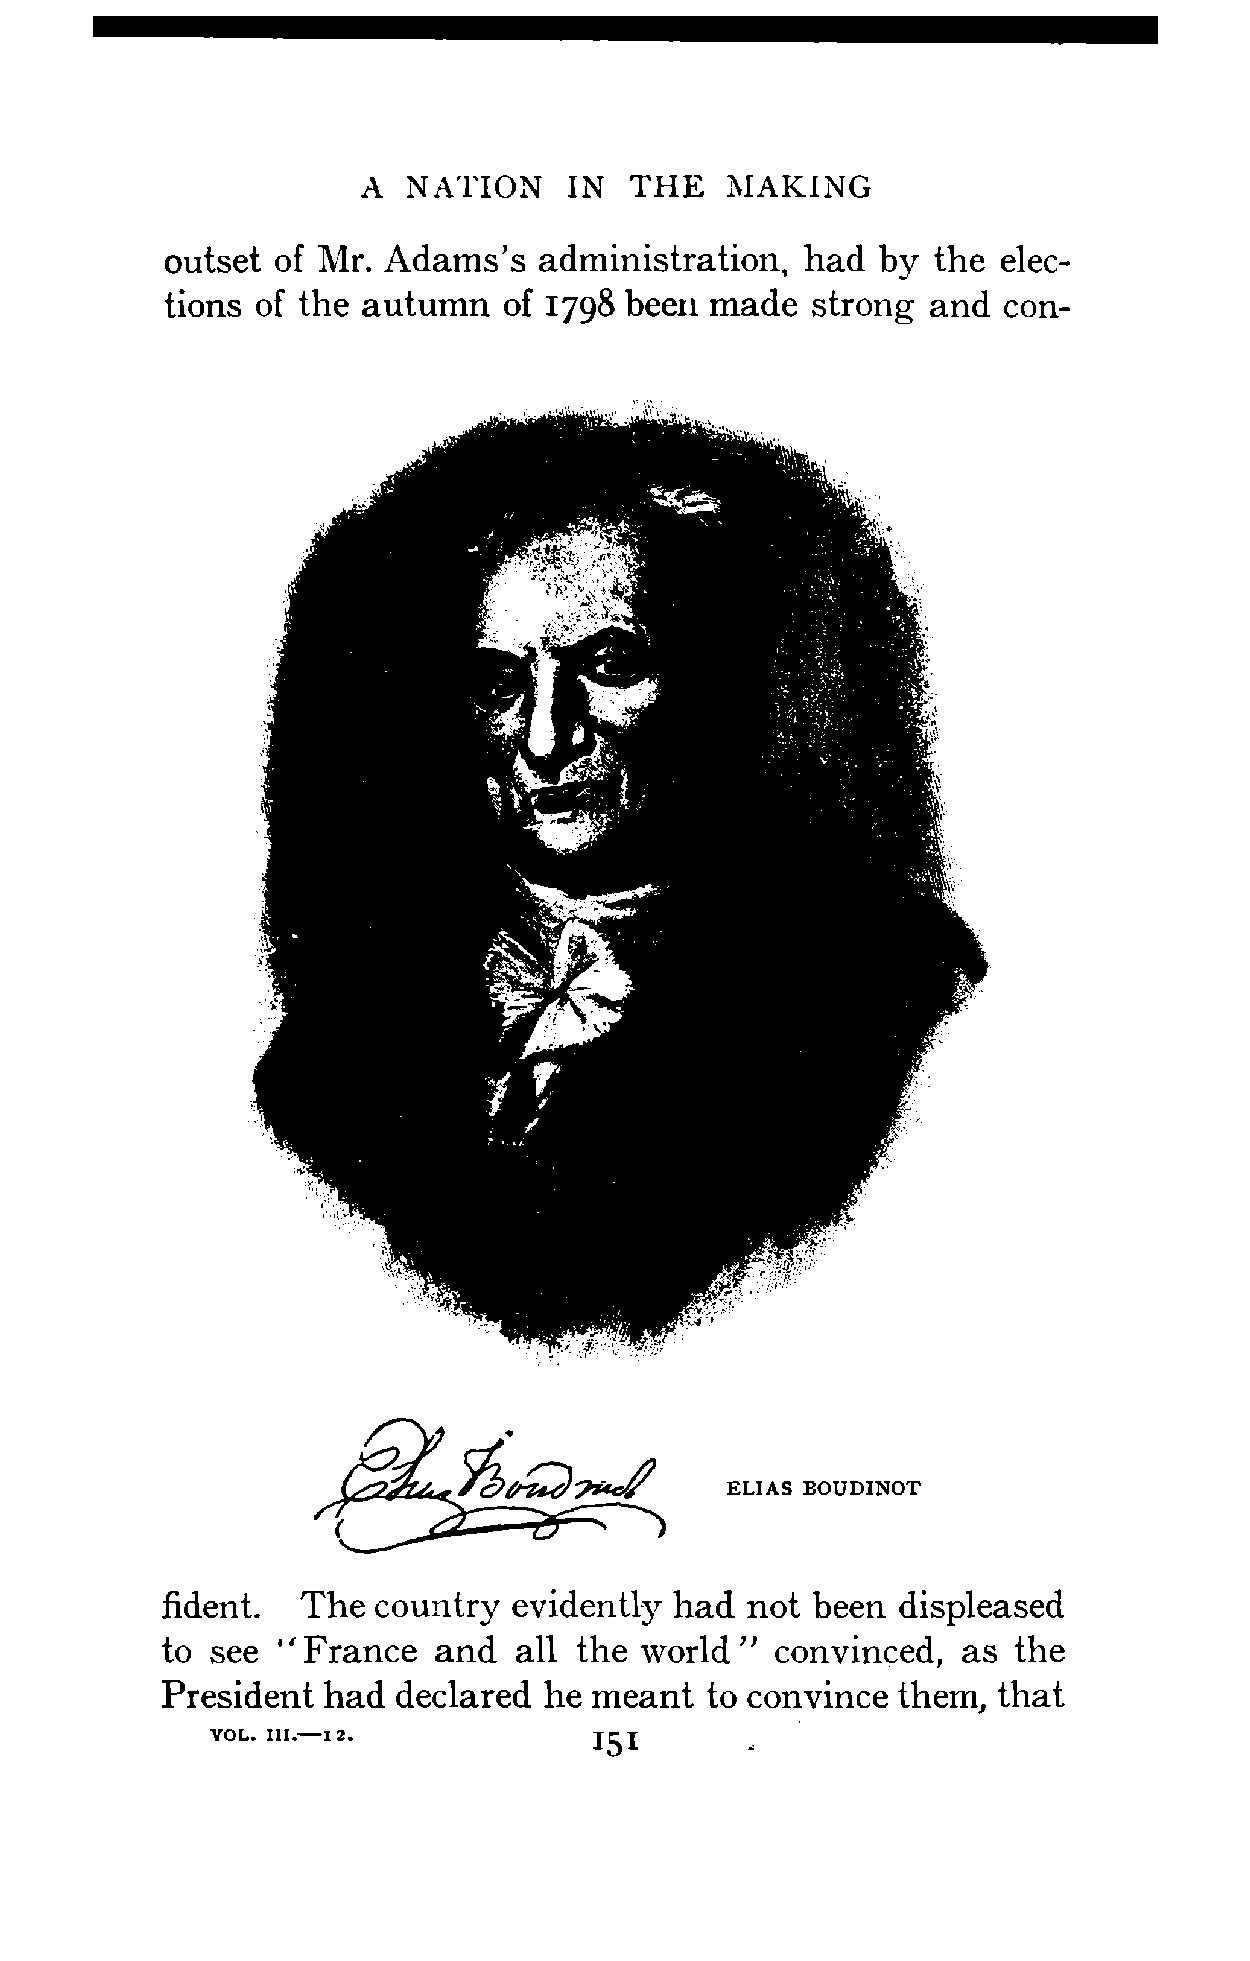 A NATION IN THE MAKING
outset of Mr. Adams's administration, had by the elec-
tions of the autumn of 1798 been made strong and con-
Elias Boudinot
ELIAS BOUDINOT
fident. The country evidently had not been displeased
to see "France and all the world" convinced, as the
President had declared he meant to convince them, that
VOL. III.—12.
151